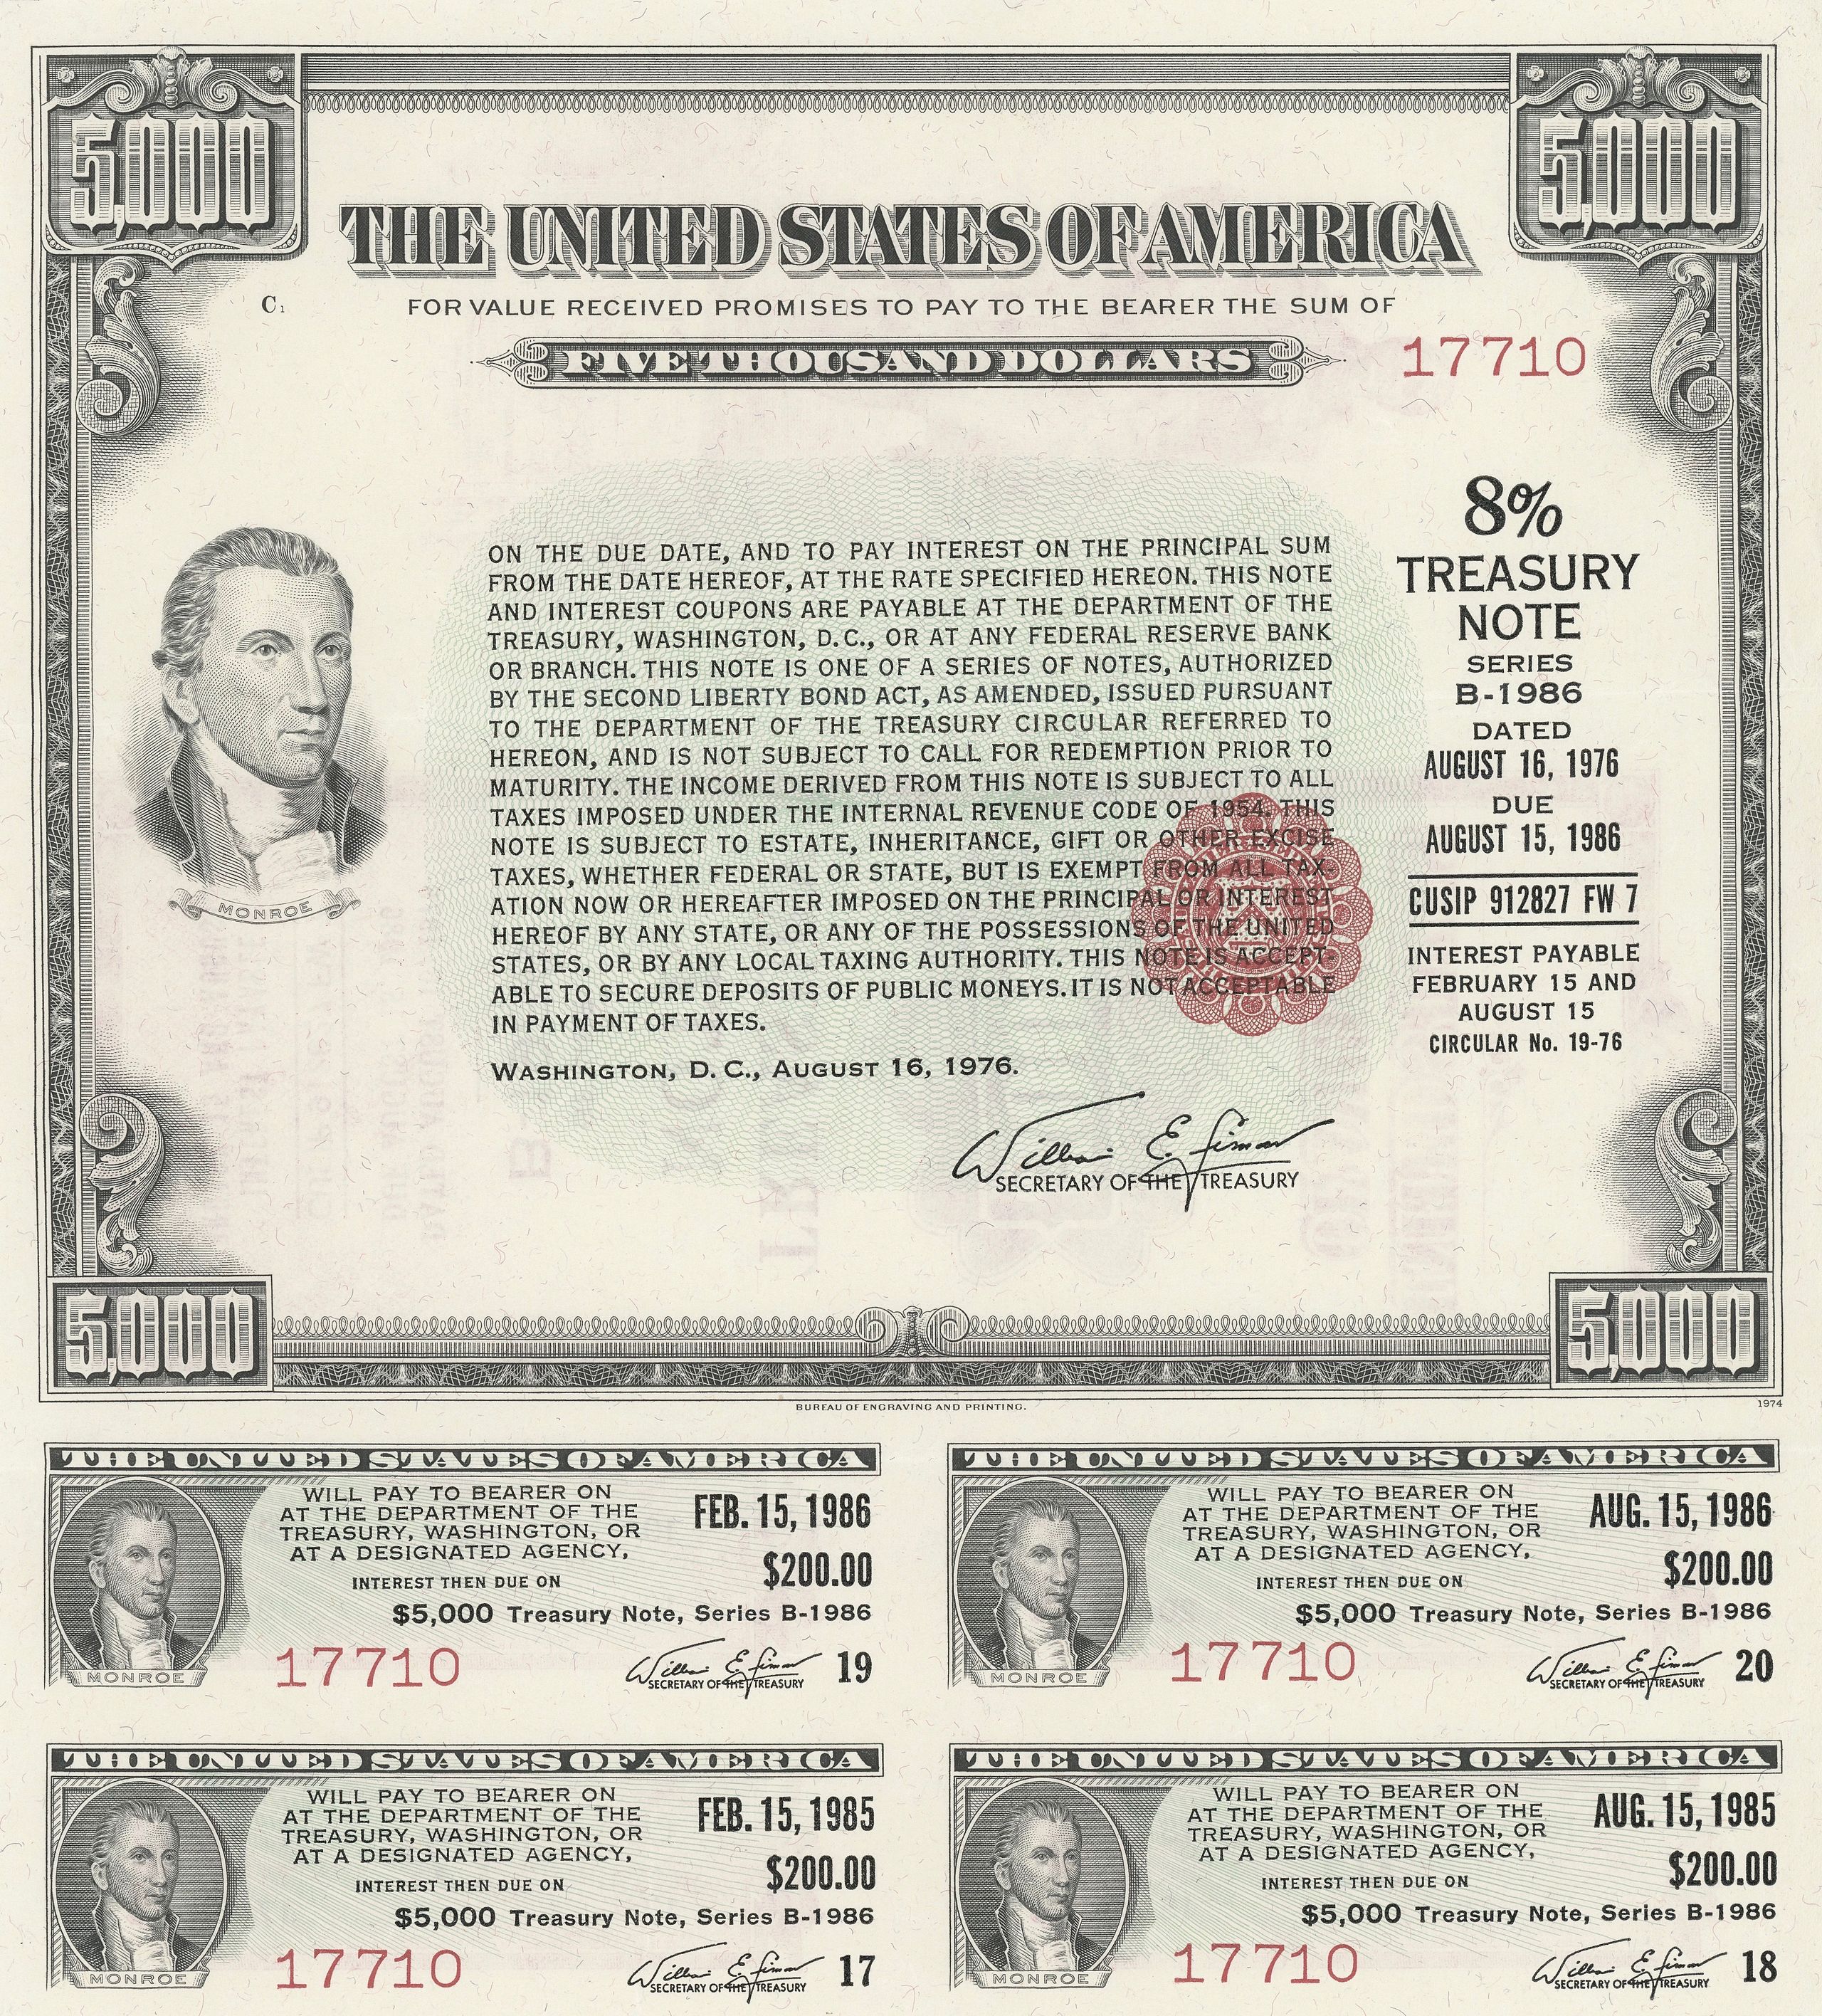 5,000
5,000
THE UNITED STATES OF AMERICA
C1
FOR VALUE RECEIVED PROMISES TO PAY TO THE BEARER THE SUM OF
FIVE THOUSAND DOLLARS
17710
ON THE DUE DATE, AND TO PAY INTEREST ON THE PRINCIPAL SUM
FROM THE DATE HEREOF, AT THE RATE SPECIFIED HEREON. THIS NOTE
AND INTEREST COUPONS ARE PAYABLE AT THE DEPARTMENT OF THE
TREASURY, WASHINGTON, D.C., OR AT ANY FEDERAL RESERVE BANK
OR BRANCH. THIS NOTE IS ONE OF A SERIES OF NOTES, AUTHORIZED
BY THE SECOND LIBERTY BOND ACT, AS AMENDED, ISSUED PURSUANT
TO THE DEPARTMENT OF THE TREASURY CIRCULAR REFERRED TO
HEREON, AND IS NOT SUBJECT TO CALL FOR REDEMPTION PRIOR TO
MATURITY. THE INCOME DERIVED FROM THIS NOTE IS SUBJECT TO ALL
TAXES IMPOSED UNDER THE INTERNAL REVENUE CODE OF 1954. THIS
NOTE IS SUBJECT TO ESTATE, INHERITANCE, GIFT OR OTHER EXCISE
TAXES, WHETHER FEDERAL OR STATE, BUT IS EXEMPT FROM ALL TAX-
ATION NOW OR HEREAFTER IMPOSED ON THE PRINCIPAL OR INTEREST
HEREOF BY ANY STATE, OR ANY OF THE POSSESSIONS OF THE UNITED
STATES, OR BY ANY LOCAL TAXING AUTHORITY. THIS NOTE IS ACCEPT-
ABLE TO SECURE DEPOSITS OF PUBLIC MONEYS. IT IS NOT ACCEPTABLE
IN PAYMENT OF TAXES.
WASHINGTON, D. C., AUGUST 16, 1976.
William E. Simon
SECRETARY OF THE TREASURY
MONROE
8%
TREASURY
NOTE
SERIES
B-1986
DATED
AUGUST 16, 1976
DUE
AUGUST 15, 1986
CUSIP 912827 FW 7
INTEREST PAYABLE
FEBRUARY 15 AND
AUGUST 15
CIRCULAR No. 19-76
5,000
5,000
BUREAU OF ENGRAVING AND PRINTING.
1974
THE UNITED STATES OF AMERICA
WILL PAY TO BEARER ON
AT THE DEPARTMENT OF THE
TREASURY, WASHINGTON, OR
AT A DESIGNATED AGENCY,
FEB. 15, 1986
$200.00
INTEREST THEN DUE ON
$5,000 Treasury Note, Series B-1986
MONROE
17710
William E. Simon
SECRETARY OF THE TREASURY
19
THE UNITED STATES OF AMERICA
WILL PAY TO BEARER ON
AT THE DEPARTMENT OF THE
TREASURY, WASHINGTON, OR
AT A DESIGNATED AGENCY,
AUG. 15, 1986
$200.00
INTEREST THEN DUE ON
$5,000 Treasury Note, Series B-1986
MONROE
17710
William E. Simon
SECRETARY OF THE TREASURY
20
THE UNITED STATES OF AMERICA
WILL PAY TO BEARER ON
AT THE DEPARTMENT OF THE
TREASURY, WASHINGTON, OR
AT A DESIGNATED AGENCY,
FEB. 15, 1985
$200.00
INTEREST THEN DUE ON
$5,000 Treasury Note, Series B-1986
MONROE
17710
William E. Simon
SECRETARY OF THE TREASURY
17
THE UNITED STATES OF AMERICA
WILL PAY TO BEARER ON
AT THE DEPARTMENT OF THE
TREASURY, WASHINGTON, OR
AT A DESIGNATED AGENCY,
AUG. 15, 1985
$200.00
INTEREST THEN DUE ON
$5,000 Treasury Note, Series B-1986
MONROE
17710
William E. Simon
SECRETARY OF THE TREASURY
18